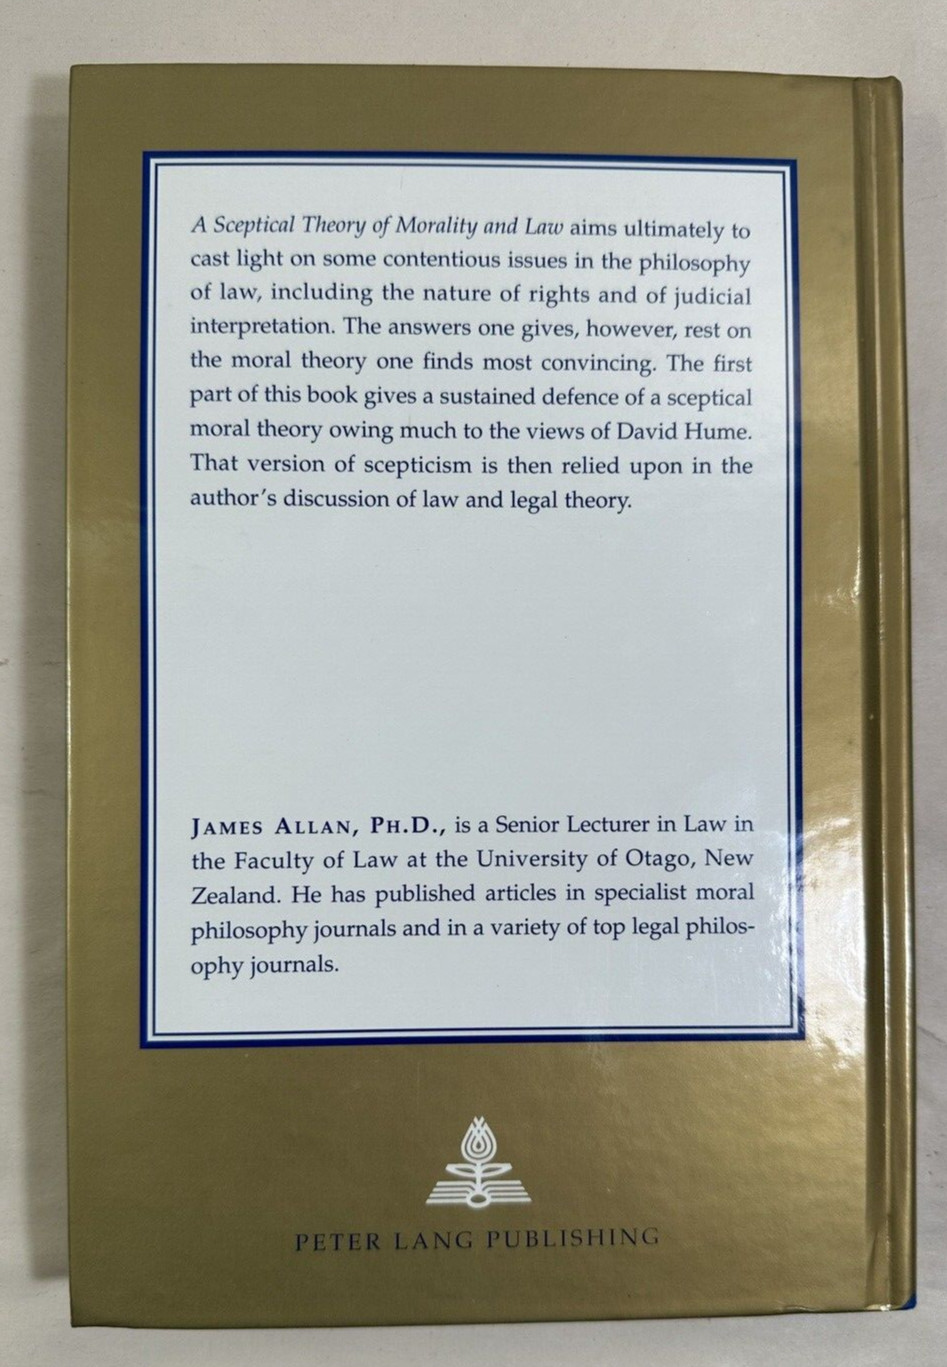 A Sceptical Theory of Morality and Law aims ultimately to
cast light on some contentious issues in the philosophy
of law, including the nature of rights and of judicial
interpretation. The answers one gives, however, rest on
the moral theory one finds most convincing. The first
part of this book gives a sustained defence of a sceptical
moral theory owing much to the views of David Hume.
That version of scepticism is then relied upon in the
author's discussion of law and legal theory.
JAMES ALLAN, PH.D., is a Senior Lecturer in Law in
the Faculty of Law at the University of Otago, New
Zealand. He has published articles in specialist moral
philosophy journals and in a variety of top legal philos-
ophy journals.
PETER LANG PUBLISHING